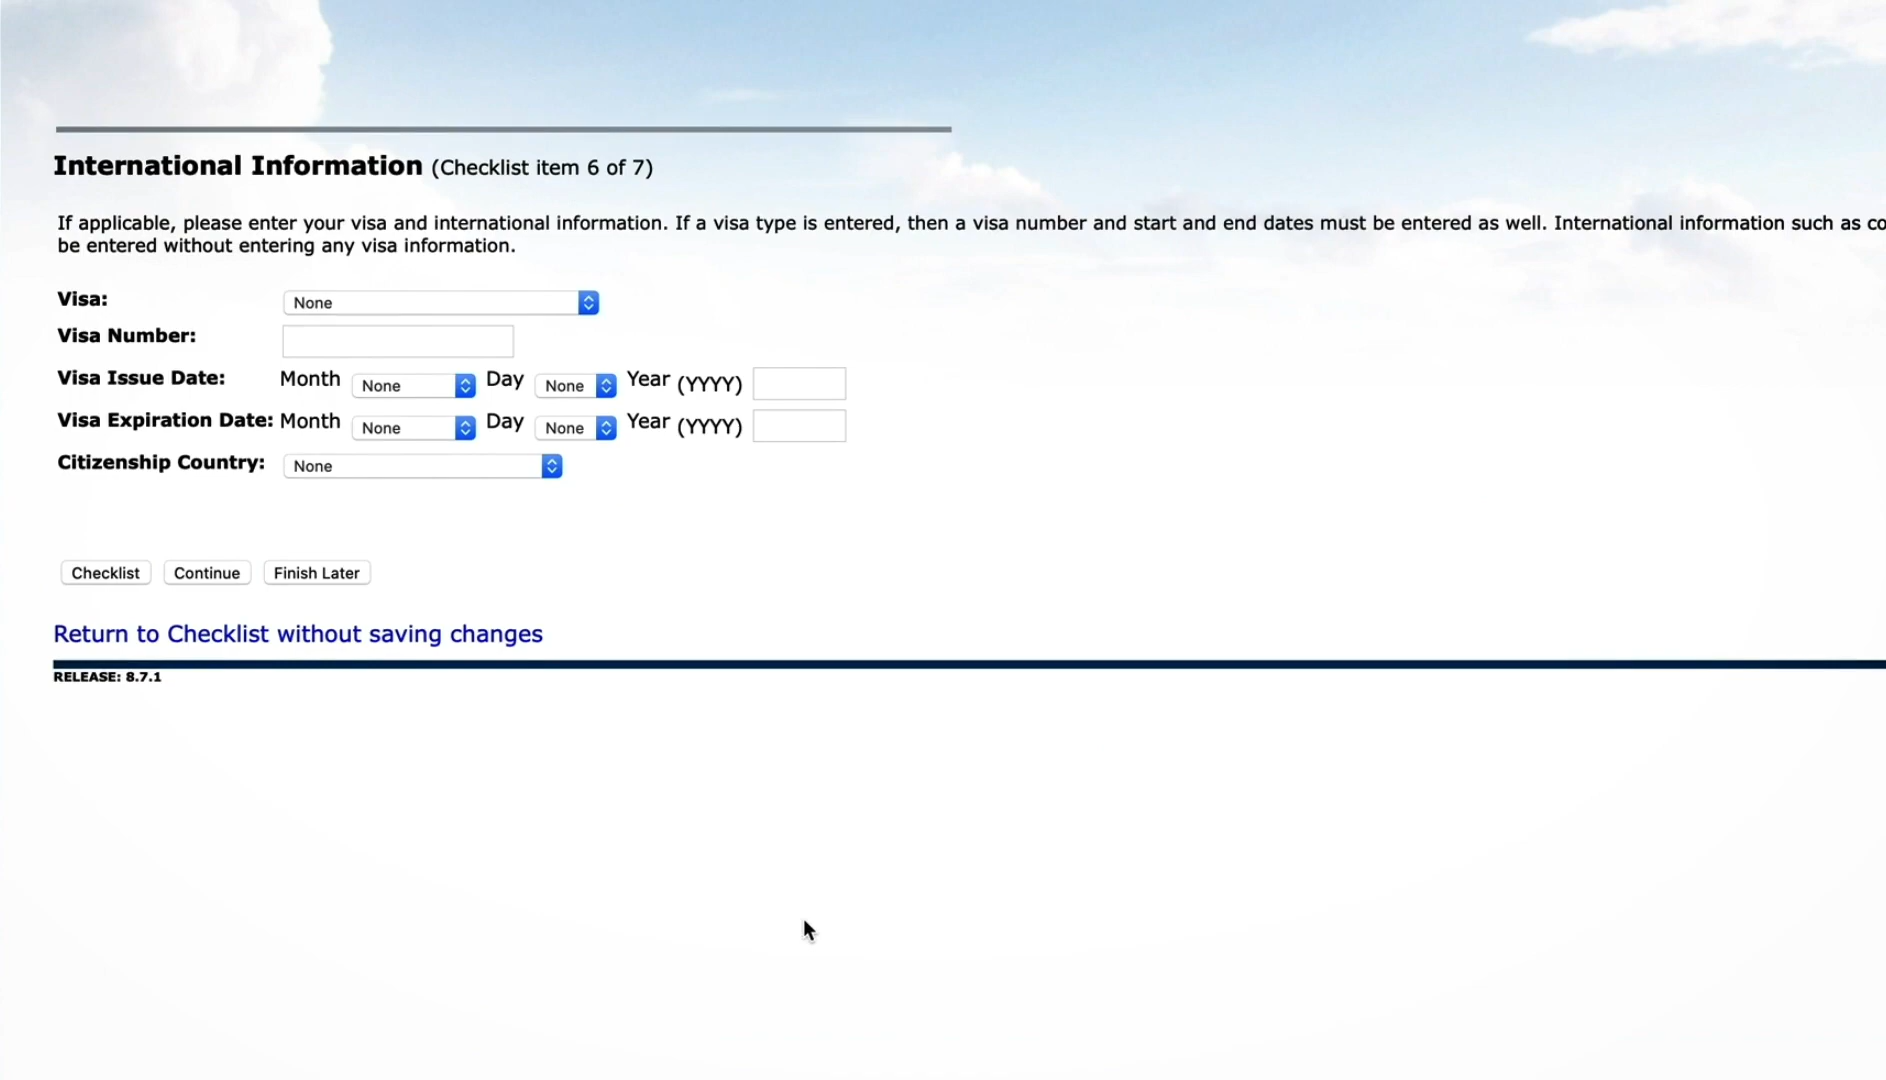 International Information (Checklist item 6 of 7)
If applicable, please enter your visa and international information. If a visa type is entered, then a visa number and start and end dates must be entered as well. International information such as
be entered without entering any visa information.
Visa: None
Visa Number:
Visa Issue Date: Month None Day None Year (YYYY)
Visa Expiration Date: Month None Day None Year (YYYY)
Citizenship Country: None
Checklist Continue Finish Later
Return to Checklist without saving changes
RELEASE: 8.7.1